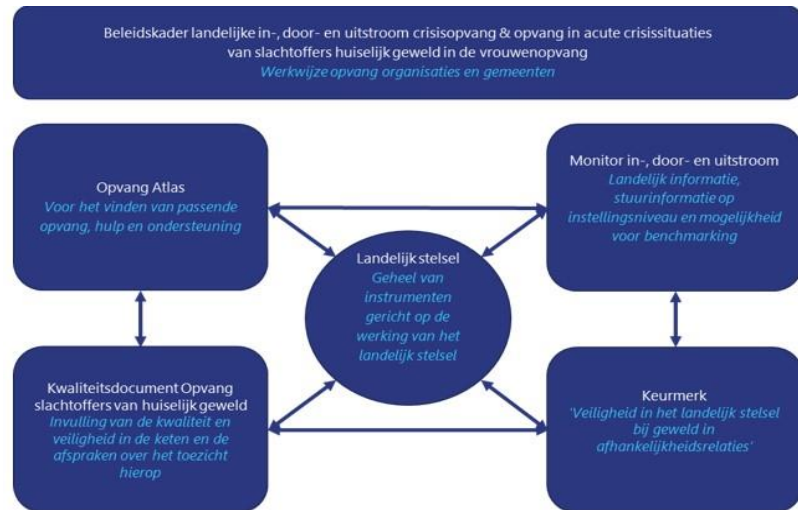 Beleidskader landelijke in-, door- en uitstroom crisisopvang & opvang in acute crisissituaties
van slachtoffers huiselijk geweld in de vrouwenopvang
Werkwijze opvang organisaties en gemeenten
Opvang Atlas
Voor het vinden van passende
opvang, hulp en ondersteuning
Monitor in-, door- en uitstroom
Landelijk informatie,
stuurinformatie op
instellingsniveau en mogelijkheid
voor benchmarking
Landelijk stelsel
Geheel van
instrumenten
gericht op de
werking van het
landelijk stelsel
Kwaliteitsdocument Opvang
slachtoffers van huiselijk geweld
Invulling van de kwaliteit en
veiligheid in de keten en de
afspraken over het toezicht
hierop
Keurmerk
‘Veiligheid in het landelijk stelsel
bij geweld in
afhankelijkheidsrelaties’